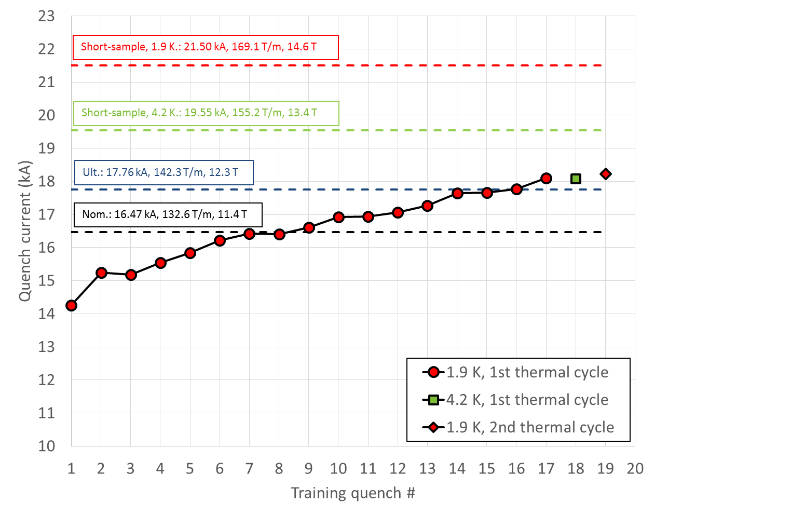 23
22
21
20
19
18
17
16
15
14
13
12
11
10
Quench current (kA)
Short-sample, 1.9 K.: 21.50 kA, 169.1 T/m, 14.6 T
Short-sample, 4.2 K.: 19.55 kA, 155.2 T/m, 13.4 T
Ult.: 17.76 kA, 142.3 T/m, 12.3 T
Nom.: 16.47 kA, 132.6 T/m, 11.4 T
1.9 K, 1st thermal cycle
4.2 K, 1st thermal cycle
1.9 K, 2nd thermal cycle
1 2 3 4 5 6 7 8 9 10 11 12 13 14 15 16 17 18 19 20
Training quench #